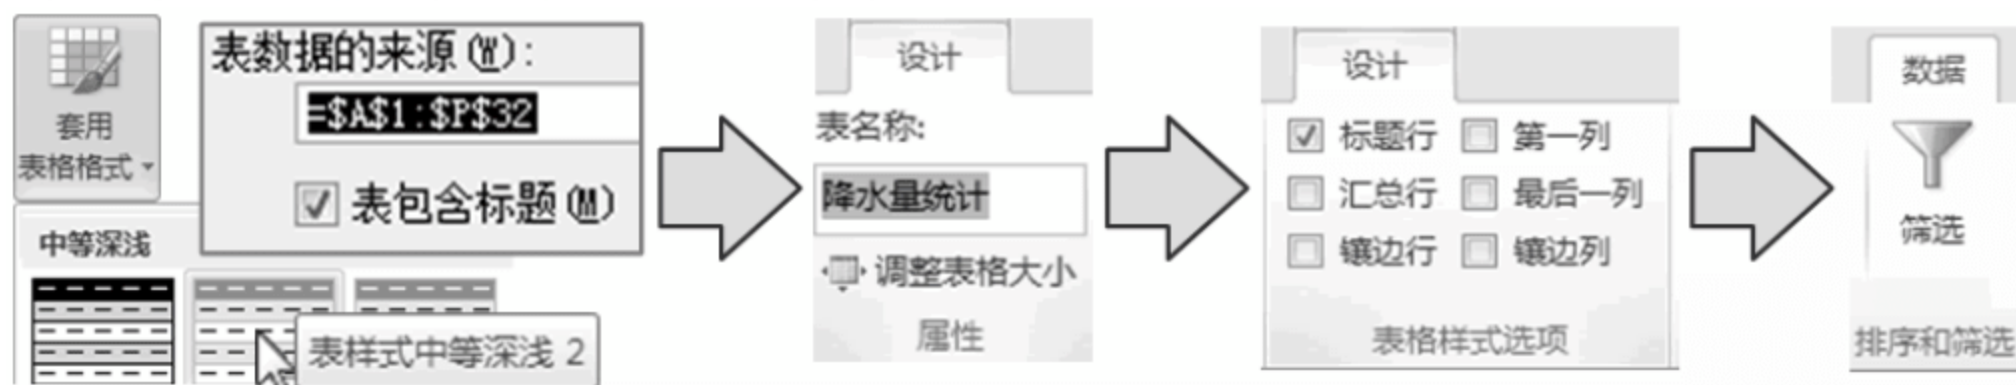 套用
表格格式
表数据的来源(W):
=$A$1:$P$32
表包含标题(M)
中等深浅
表样式中等深浅 2
设计
表名称:
降水量统计
调整表格大小
属性
设计
标题行 第一列
汇总行 最后一列
镶边行 镶边列
表格样式选项
数据
筛选
排序和筛选